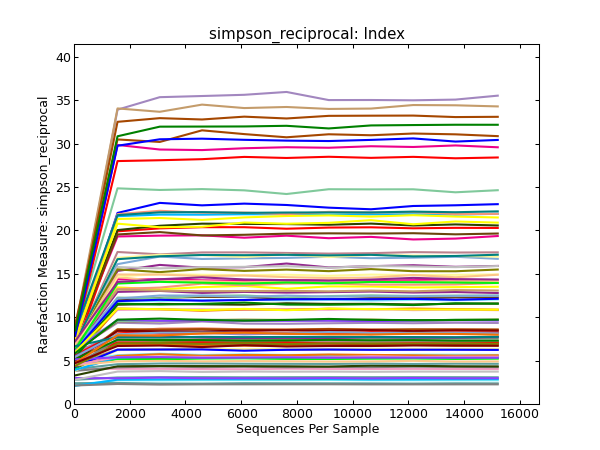 simpson_reciprocal: Index
Rarefaction Measure: simpson_reciprocal
40
35
30
25
20
15
10
5
0
0 2000 4000 6000 8000 10000 12000 14000 16000
Sequences Per Sample